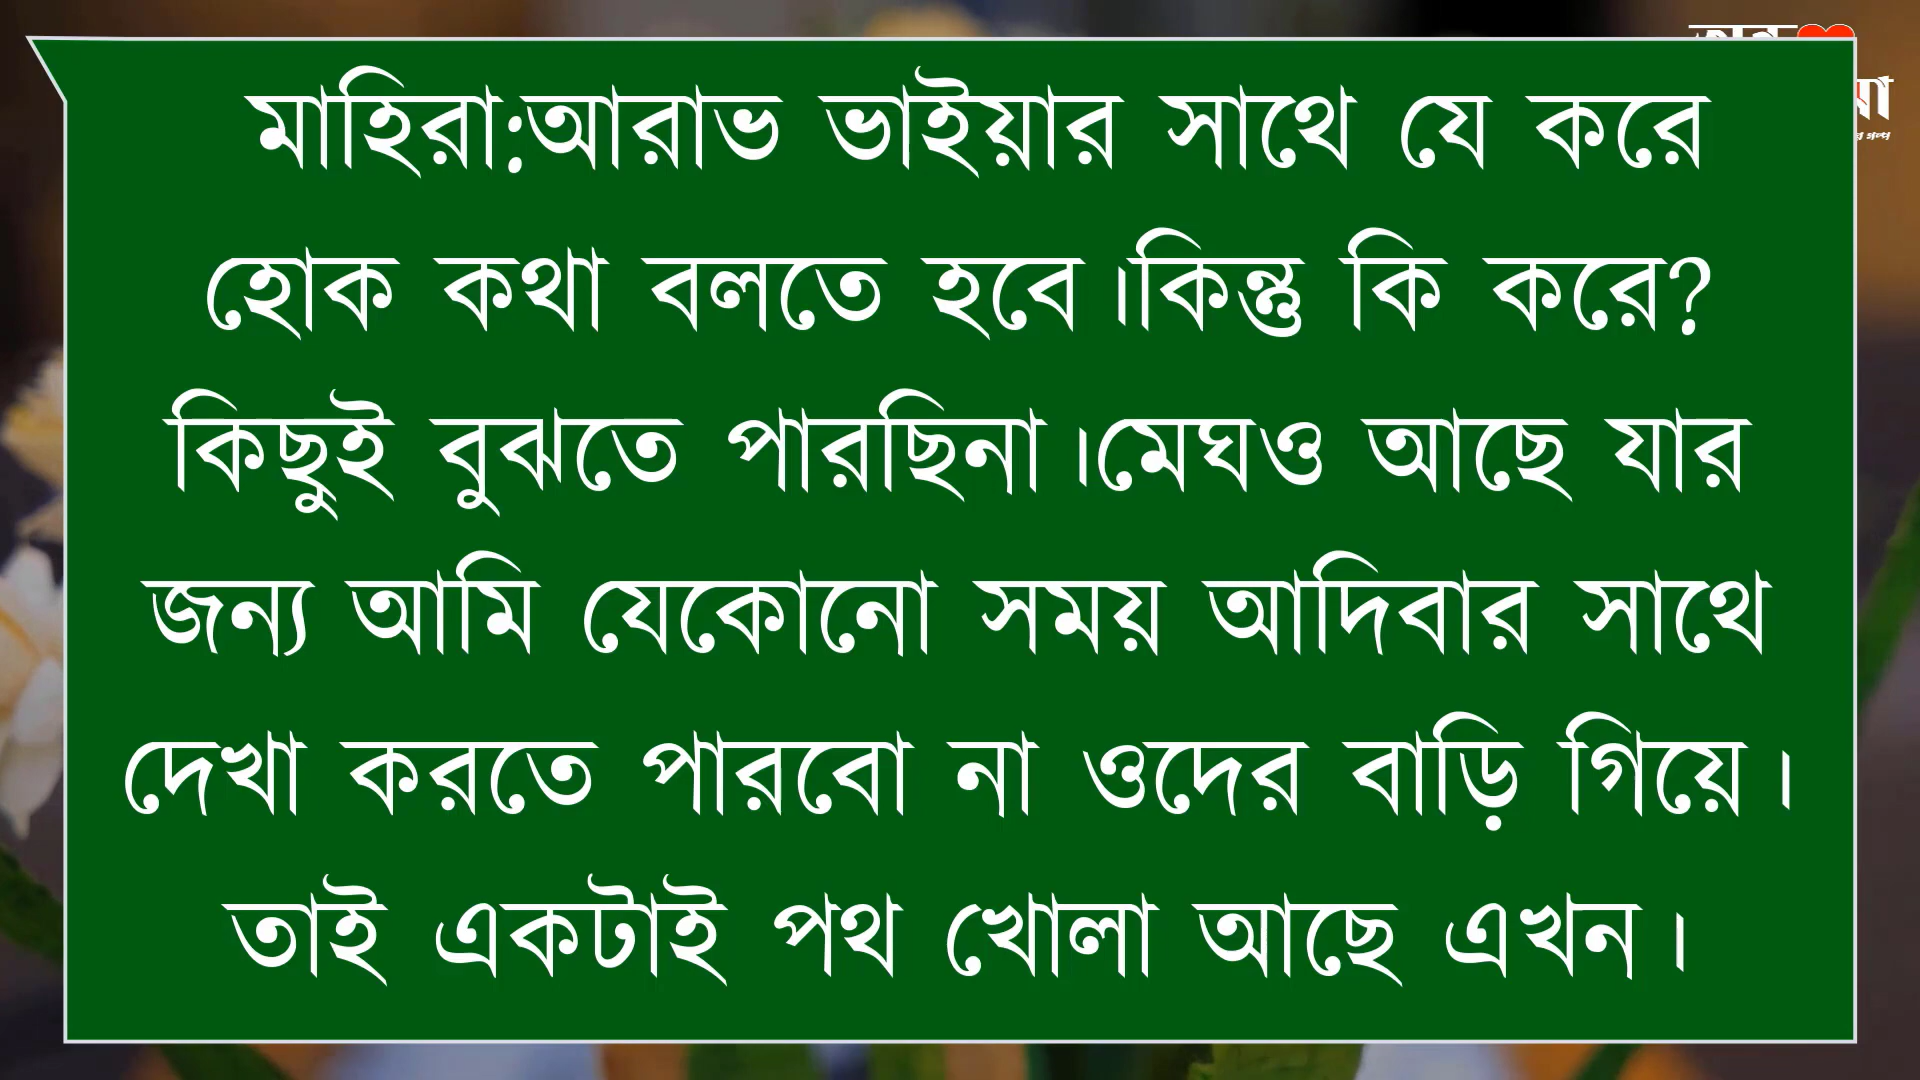 মাহিরা:আরাভ ভাইয়ার সাথে যে করে
হোক কথা বলতে হবে।কিন্তু কি করে?
কিছুই বুঝতে পারছিনা।মেঘও আছে যার
জন্য আমি যেকোনো সময় আদিবার সাথে
দেখা করতে পারবো না ওদের বাড়ি গিয়ে।
তাই একটাই পথ খোলা আছে এখন।